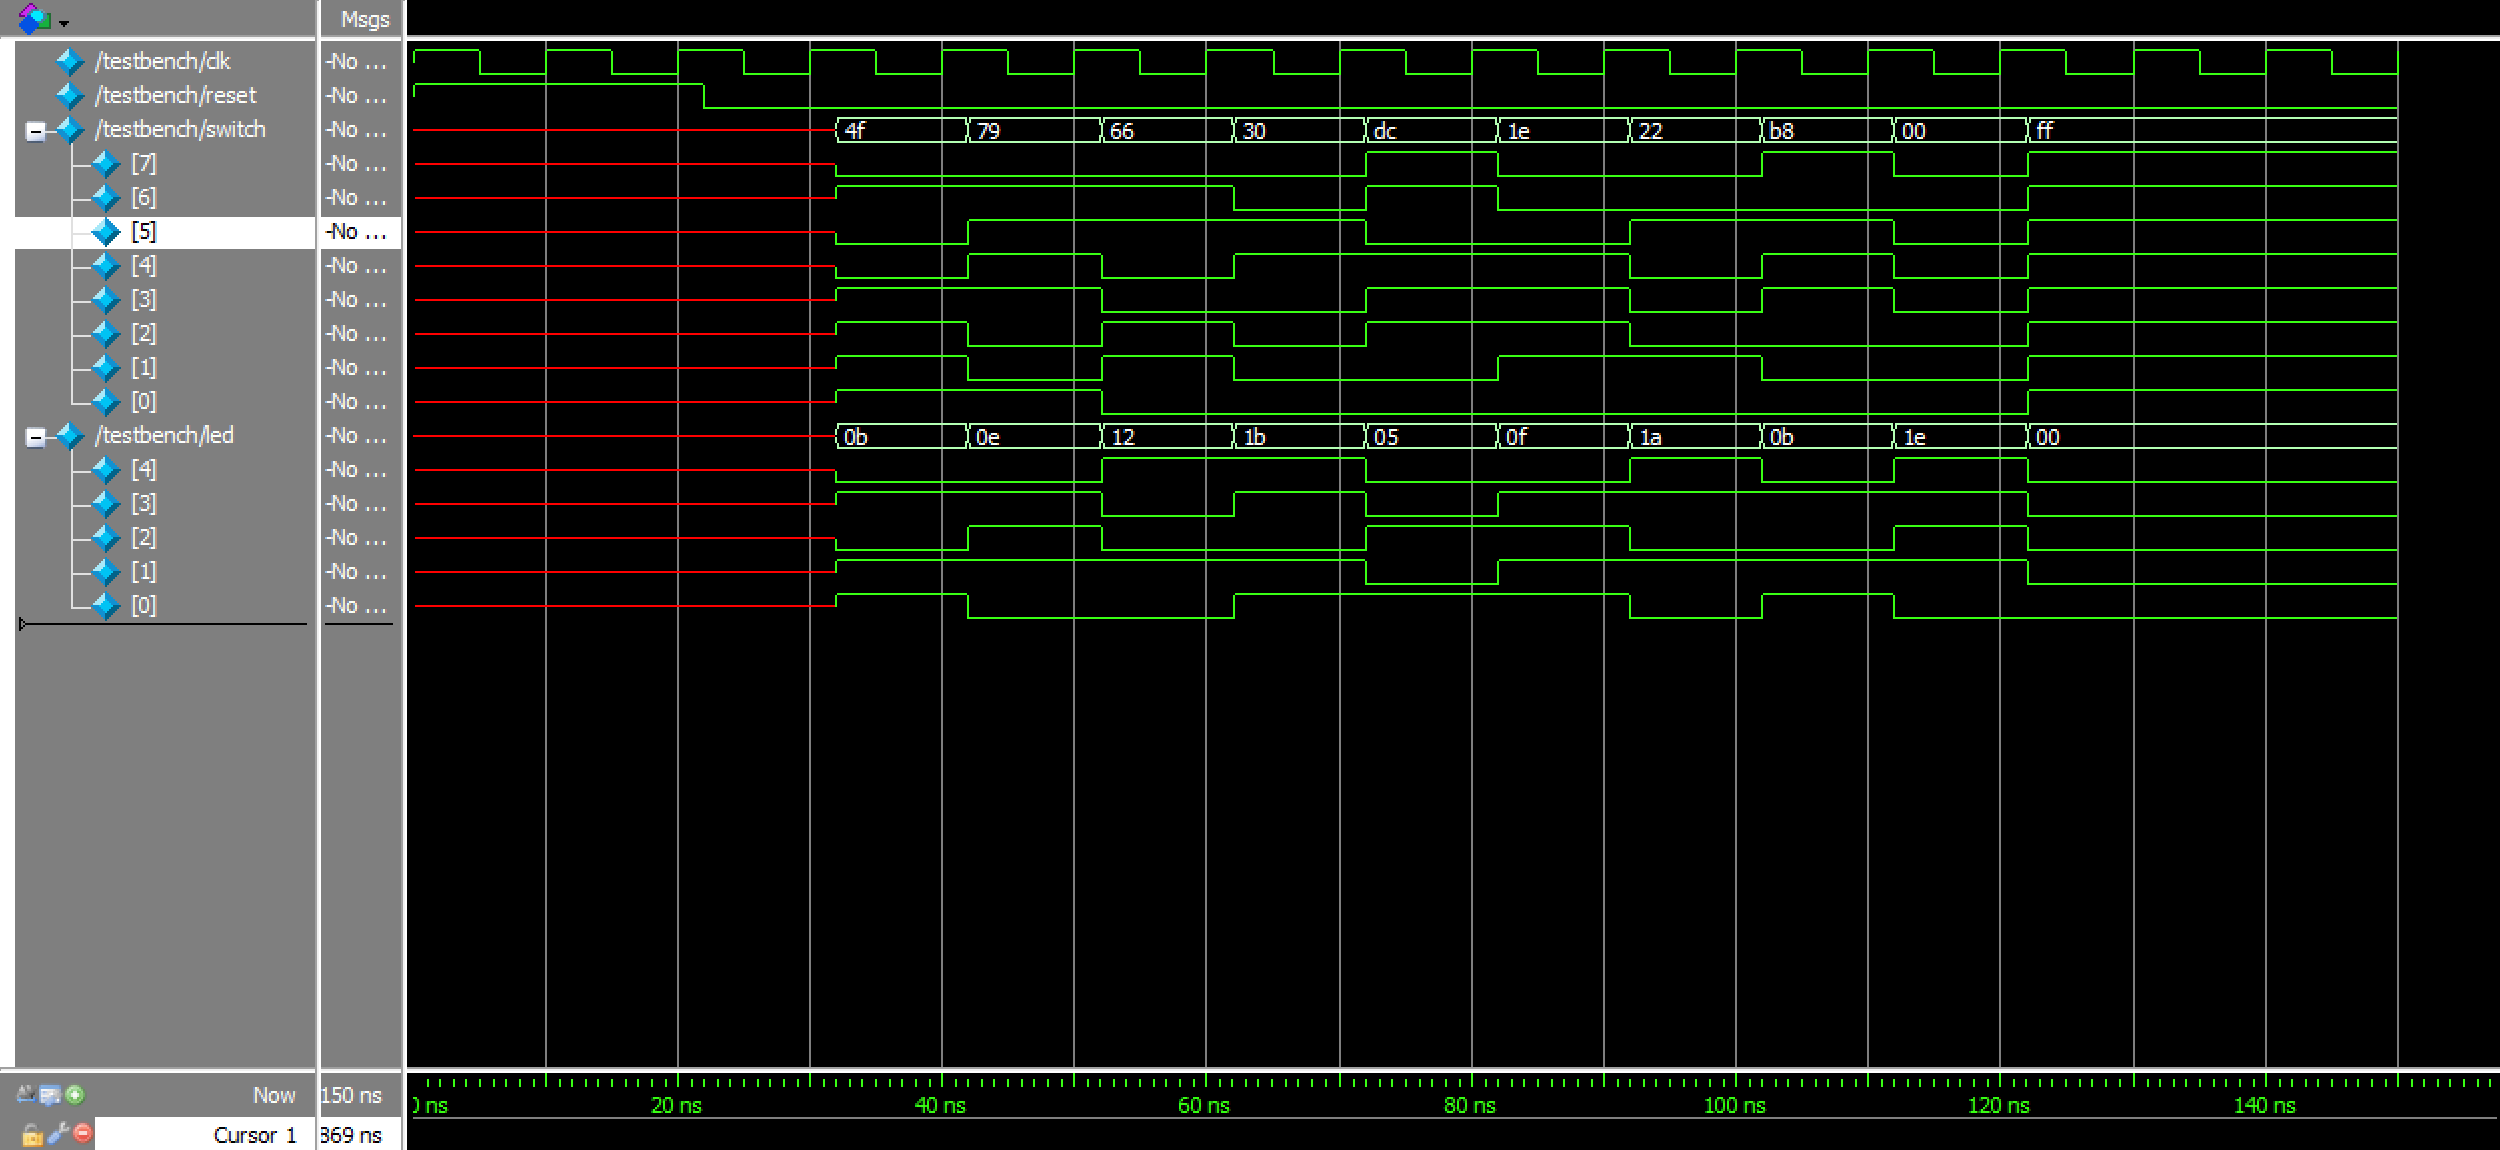 Msgs
/testbench/clk -No ...
/testbench/reset -No ...
/testbench/switch -No ... 4f 79 66 30 dc 1e 22 b8 00 ff
[7] -No ...
[6] -No ...
[5] -No ...
[4] -No ...
[3] -No ...
[2] -No ...
[1] -No ...
[0] -No ...
/testbench/led -No ... 0b 0e 12 1b 05 0f 1a 0b 1e 00
[4] -No ...
[3] -No ...
[2] -No ...
[1] -No ...
[0] -No ...
Now 150 ns
ns 20 ns 40 ns 60 ns 80 ns 100 ns 120 ns 140 ns
Cursor 1 869 ns